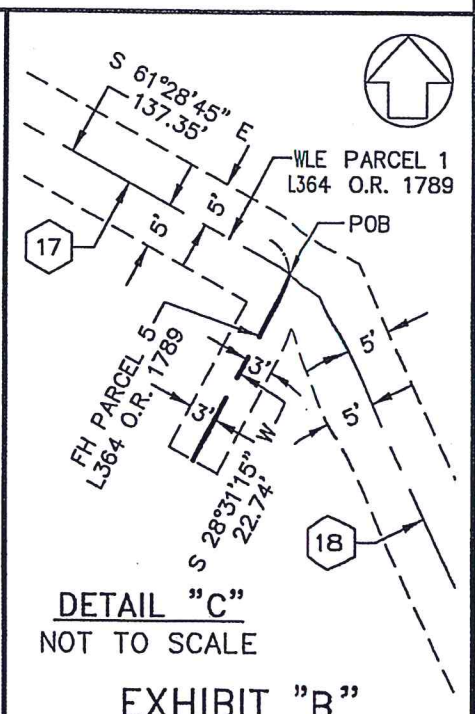 S 61°28'45" E
137.35'
WLE PARCEL 1
L364 O.R. 1789
POB
17
5'
5'
FH PARCEL 5
L364 O.R. 1789
3'
3'
S 28°31'15" W
22.74'
5'
5'
18
DETAIL "C"
NOT TO SCALE
EXHIBIT "B"